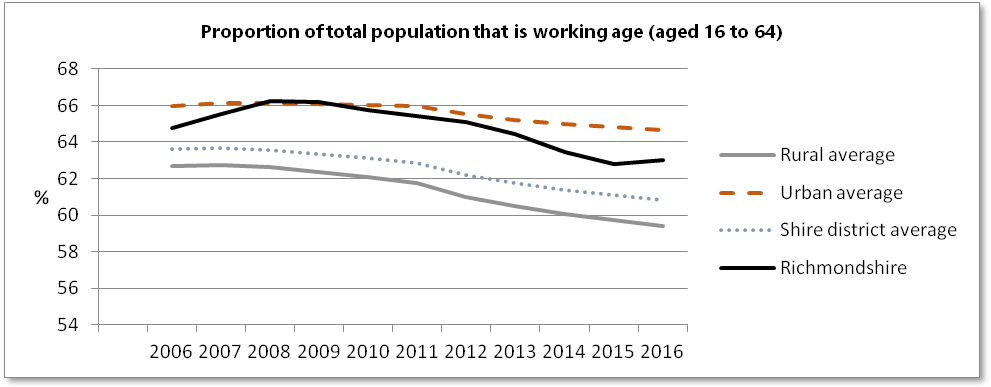 Proportion of total population that is working age (aged 16 to 64)
68
66
64
62
60
58
56
54
%
2006 2007 2008 2009 2010 2011 2012 2013 2014 2015 2016
Rural average
Urban average
Shire district average
Richmondshire